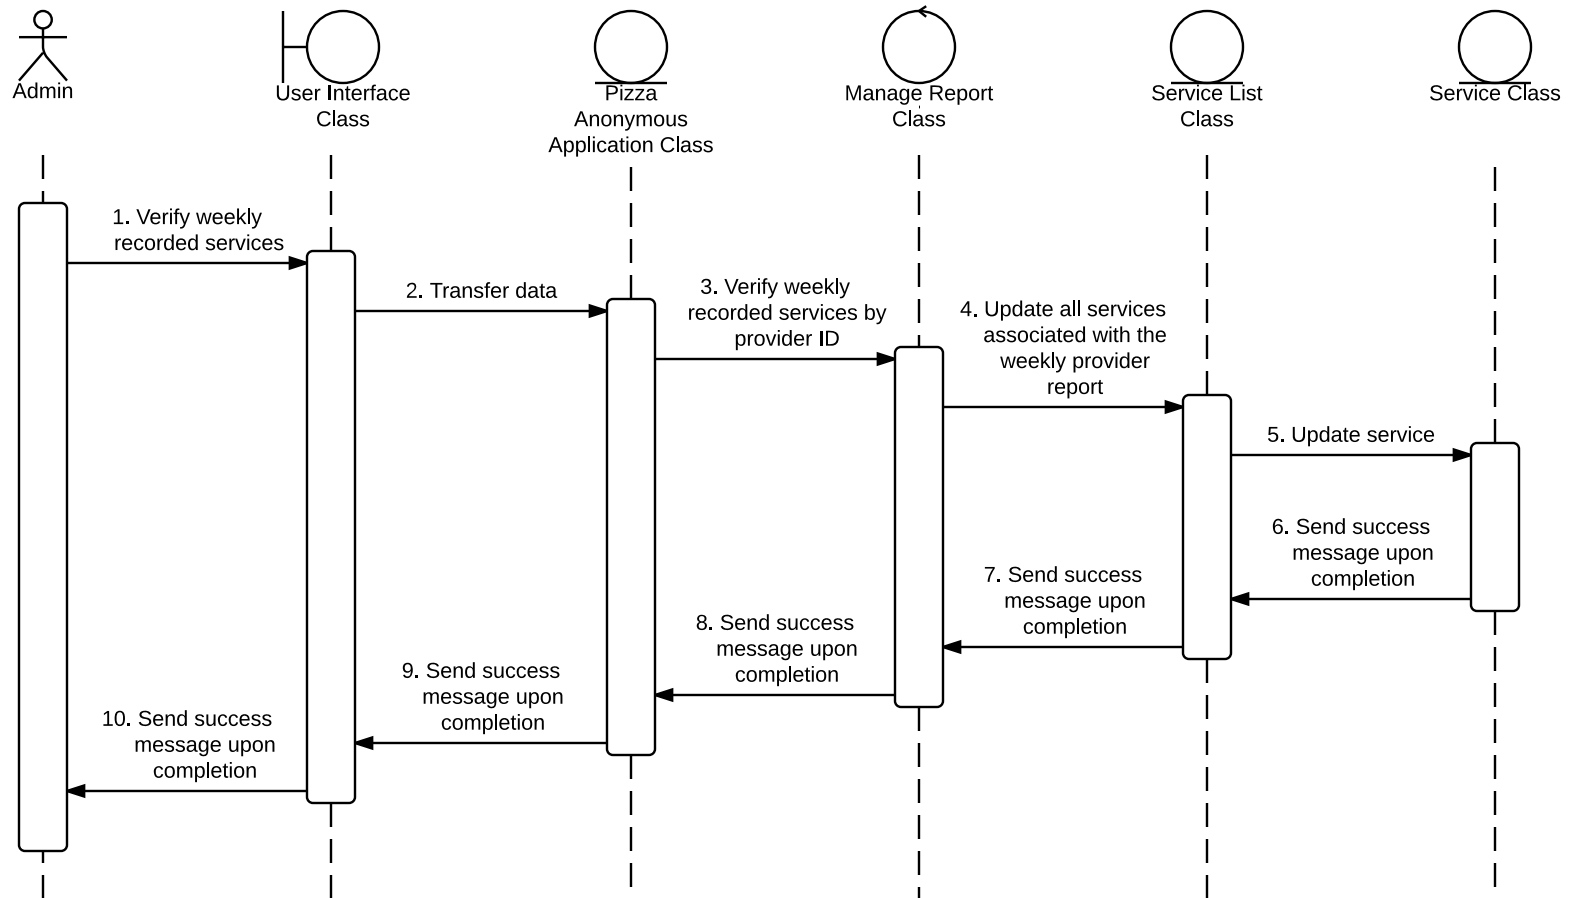 Admin
User Interface
Class
Pizza
Anonymous
Application Class
Manage Report
Class
Service List
Class
Service Class
1. Verify weekly
recorded services
2. Transfer data
3. Verify weekly
recorded services by
provider ID
4. Update all services
associated with the
weekly provider
report
5. Update service
6. Send success
message upon
completion
7. Send success
message upon
completion
8. Send success
message upon
completion
9. Send success
message upon
completion
10. Send success
message upon
completion